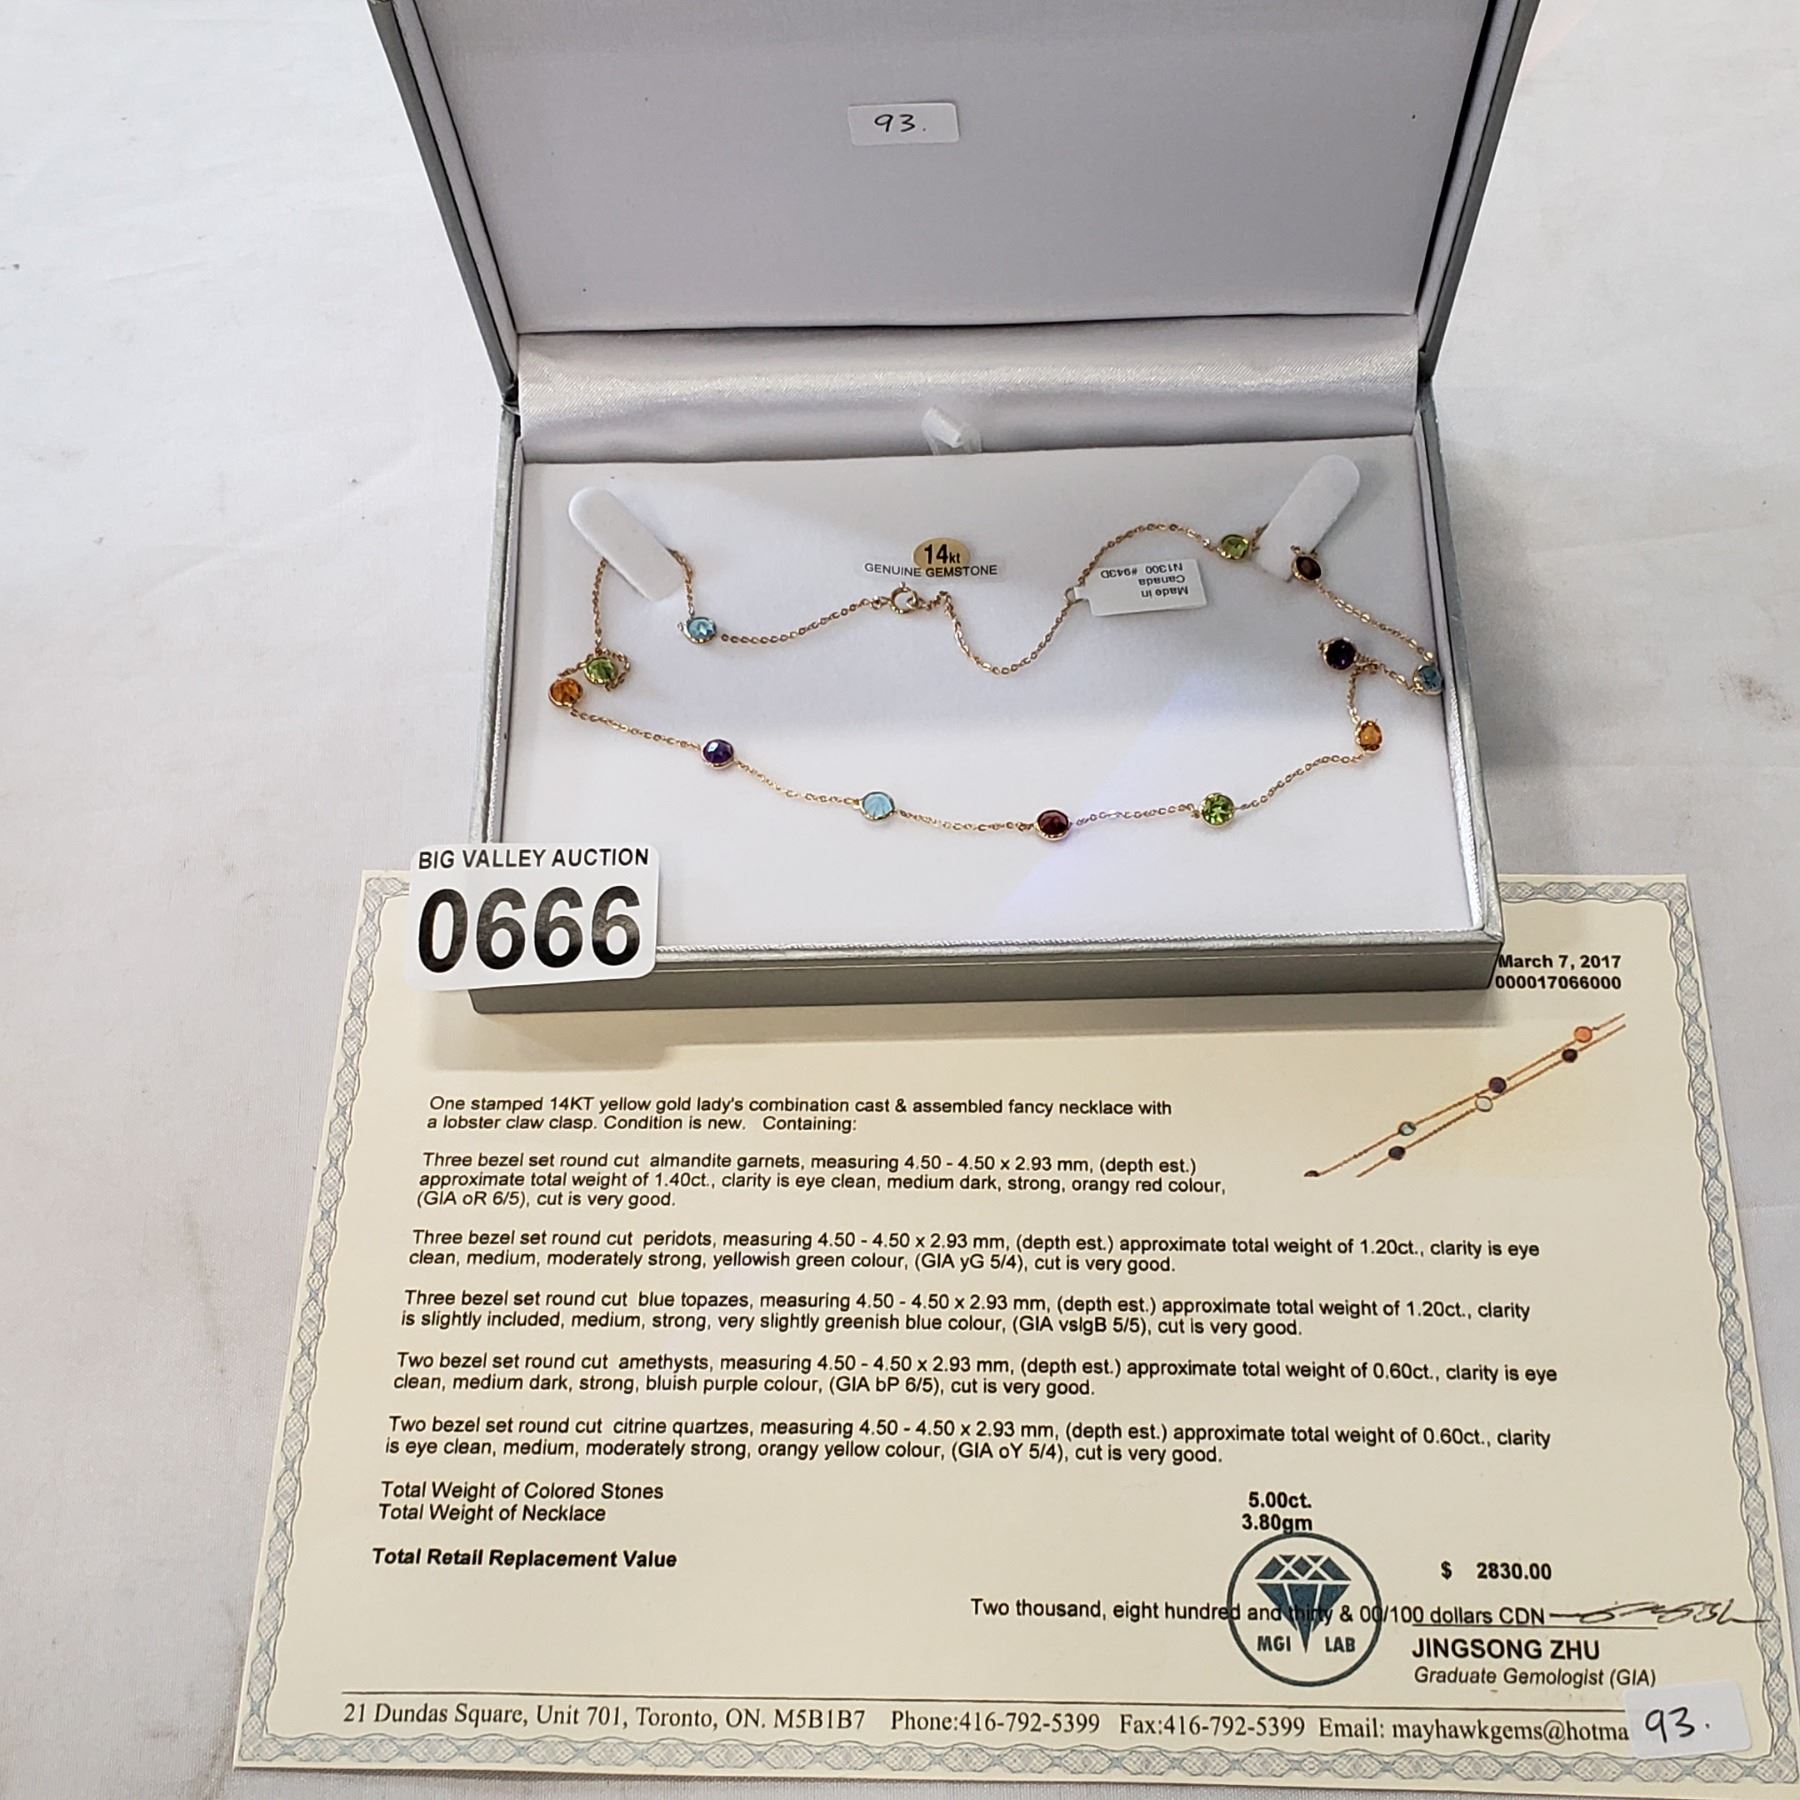 93.
14kt
GENUINE GEMSTONE
Made in
Canada
N1300 #943D
BIG VALLEY AUCTION
0666
March 7, 2017
000017066000
One stamped 14KT yellow gold lady's combination cast & assembled fancy necklace with
a lobster claw clasp. Condition is new. Containing:
Three bezel set round cut almandite garnets, measuring 4.50 - 4.50 x 2.93 mm, (depth est.)
approximate total weight of 1.40ct., clarity is eye clean, medium dark, strong, orangy red colour,
(GIA oR 6/5), cut is very good.
Three bezel set round cut peridots, measuring 4.50 - 4.50 x 2.93 mm, (depth est.) approximate total weight of 1.20ct., clarity is eye
clean, medium, moderately strong, yellowish green colour, (GIA yG 5/4), cut is very good.
Three bezel set round cut blue topazes, measuring 4.50 - 4.50 x 2.93 mm, (depth est.) approximate total weight of 1.20ct., clarity
is slightly included, medium, strong, very slightly greenish blue colour, (GIA vslgB 5/5), cut is very good.
Two bezel set round cut amethysts, measuring 4.50 - 4.50 x 2.93 mm, (depth est.) approximate total weight of 0.60ct., clarity is eye
clean, medium dark, strong, bluish purple colour, (GIA bP 6/5), cut is very good.
Two bezel set round cut citrine quartzes, measuring 4.50 - 4.50 x 2.93 mm, (depth est.) approximate total weight of 0.60ct., clarity
is eye clean, medium, moderately strong, orangy yellow colour, (GIA oY 5/4), cut is very good.
Total Weight of Colored Stones 5.00ct.
Total Weight of Necklace 3.80gm
Total Retail Replacement Value $ 2830.00
Two thousand, eight hundred and thirty & 00/100 dollars CDN
MGI LAB
JINGSONG ZHU
Graduate Gemologist (GIA)
21 Dundas Square, Unit 701, Toronto, ON. M5B1B7 Phone:416-792-5399 Fax:416-792-5399 Email: mayhawkgems@hotma
93.